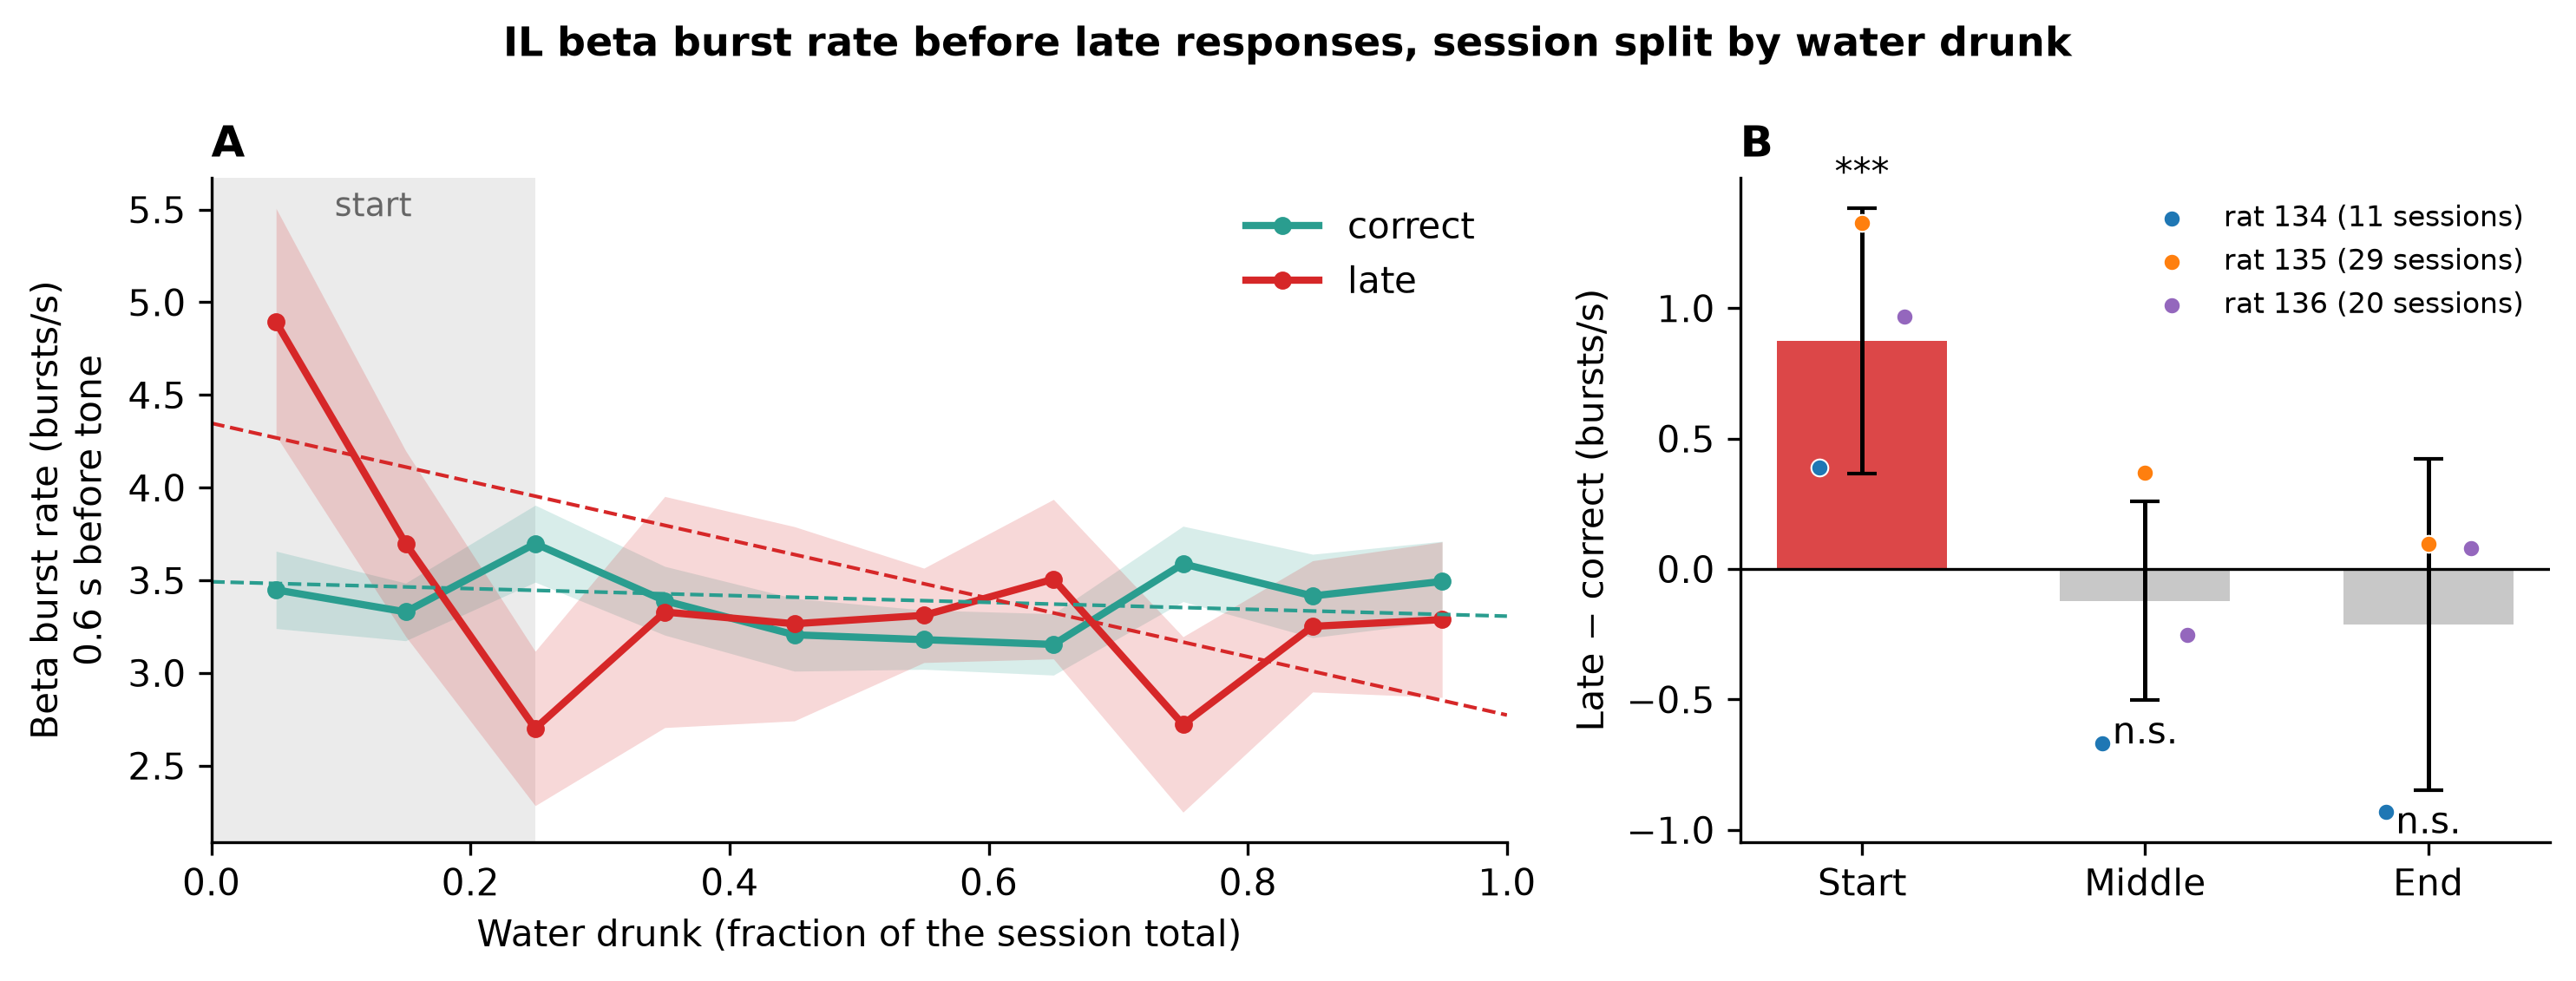 IL beta burst rate before late responses, session split by water drunk
A
start
correct
late
5.5
5.0
4.5
4.0
3.5
3.0
2.5
Beta burst rate (bursts/s)
0.6 s before tone
0.0
0.2
0.4
0.6
0.8
1.0
Water drunk (fraction of the session total)
B
***
rat 134 (11 sessions)
rat 135 (29 sessions)
rat 136 (20 sessions)
1.0
0.5
0.0
−0.5
−1.0
Late − correct (bursts/s)
n.s.
n.s.
Start
Middle
End